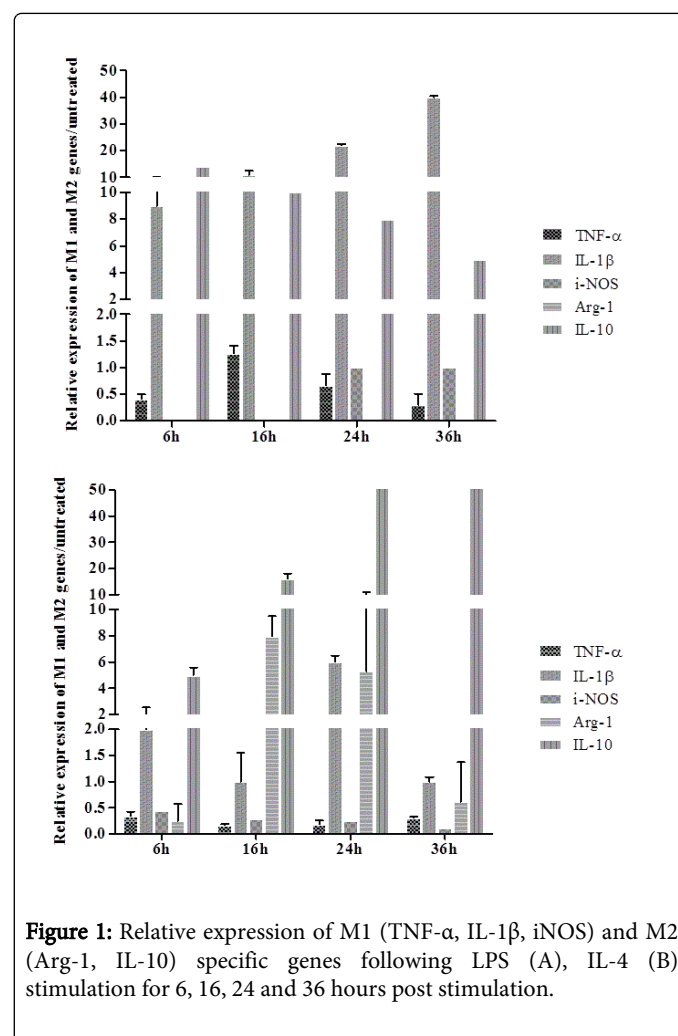 Relative expression of M1 and M2 genes/untreated
50
40
30
20
10
10
8
6
4
2
2.0
1.5
1.0
0.5
0.0
6h
16h
24h
36h
TNF-α
IL-1β
i-NOS
Arg-1
IL-10
Relative expression of M1 and M2 genes/untreated
50
40
30
20
10
10
8
6
4
2
2.0
1.5
1.0
0.5
0.0
6h
16h
24h
36h
TNF-α
IL-1β
i-NOS
Arg-1
IL-10
Figure 1: Relative expression of M1 (TNF-α, IL-1β, iNOS) and M2
(Arg-1, IL-10) specific genes following LPS (A), IL-4 (B)
stimulation for 6, 16, 24 and 36 hours post stimulation.